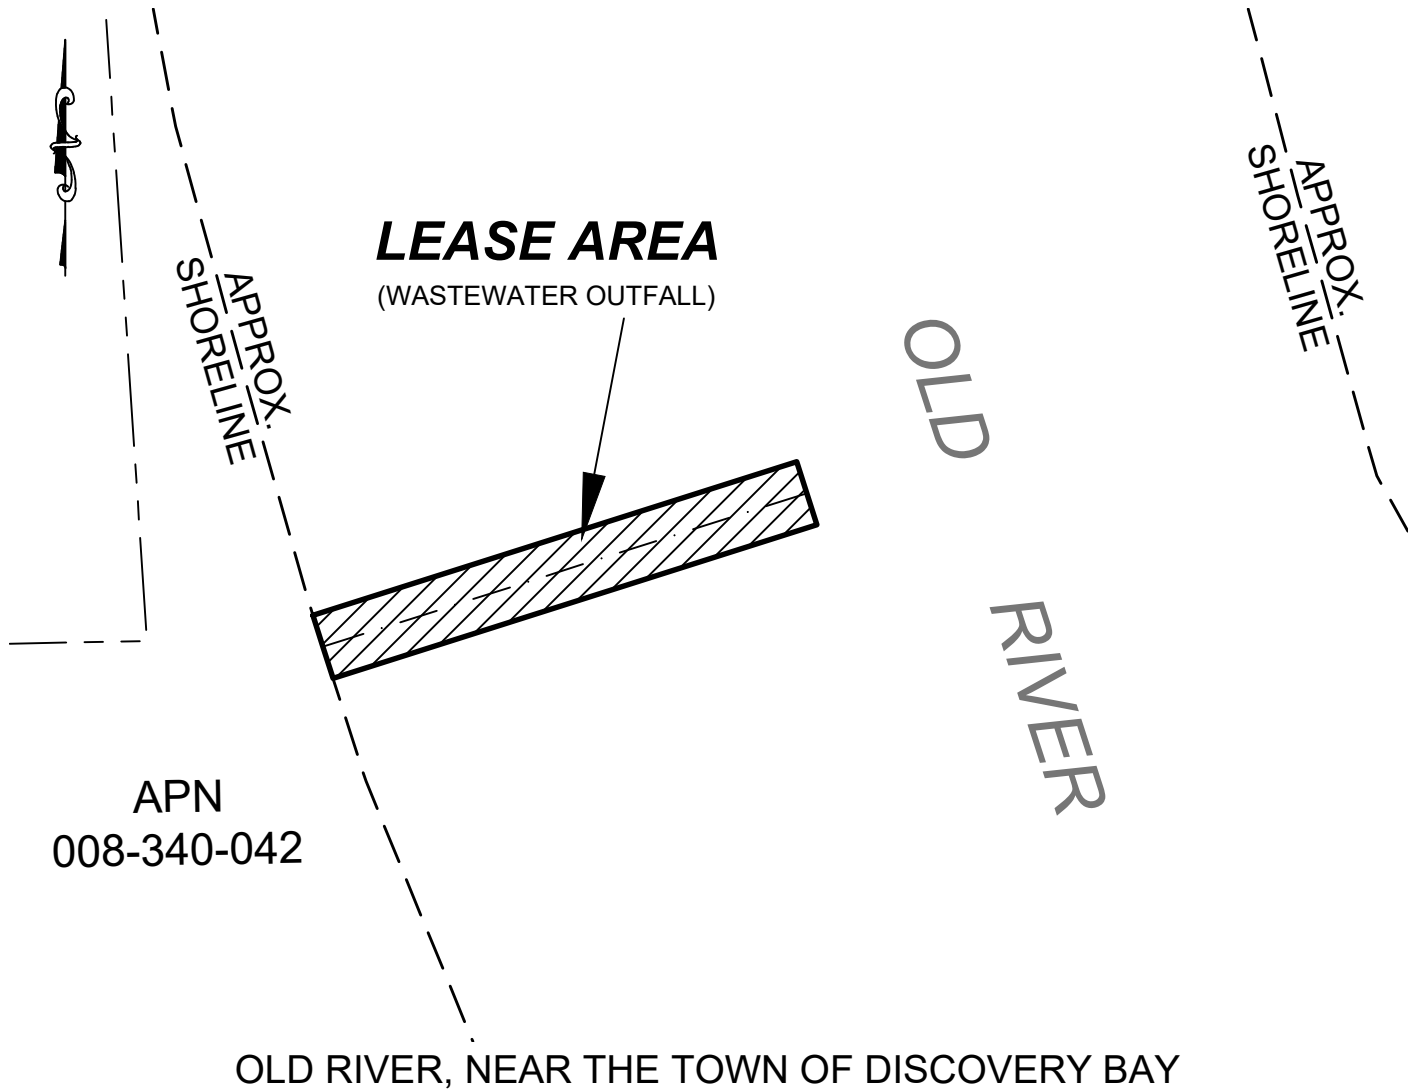 LEASE AREA
(WASTEWATER OUTFALL)
APPROX.
SHORELINE
APPROX.
SHORELINE
OLD
RIVER
APN
008-340-042
OLD RIVER, NEAR THE TOWN OF DISCOVERY BAY